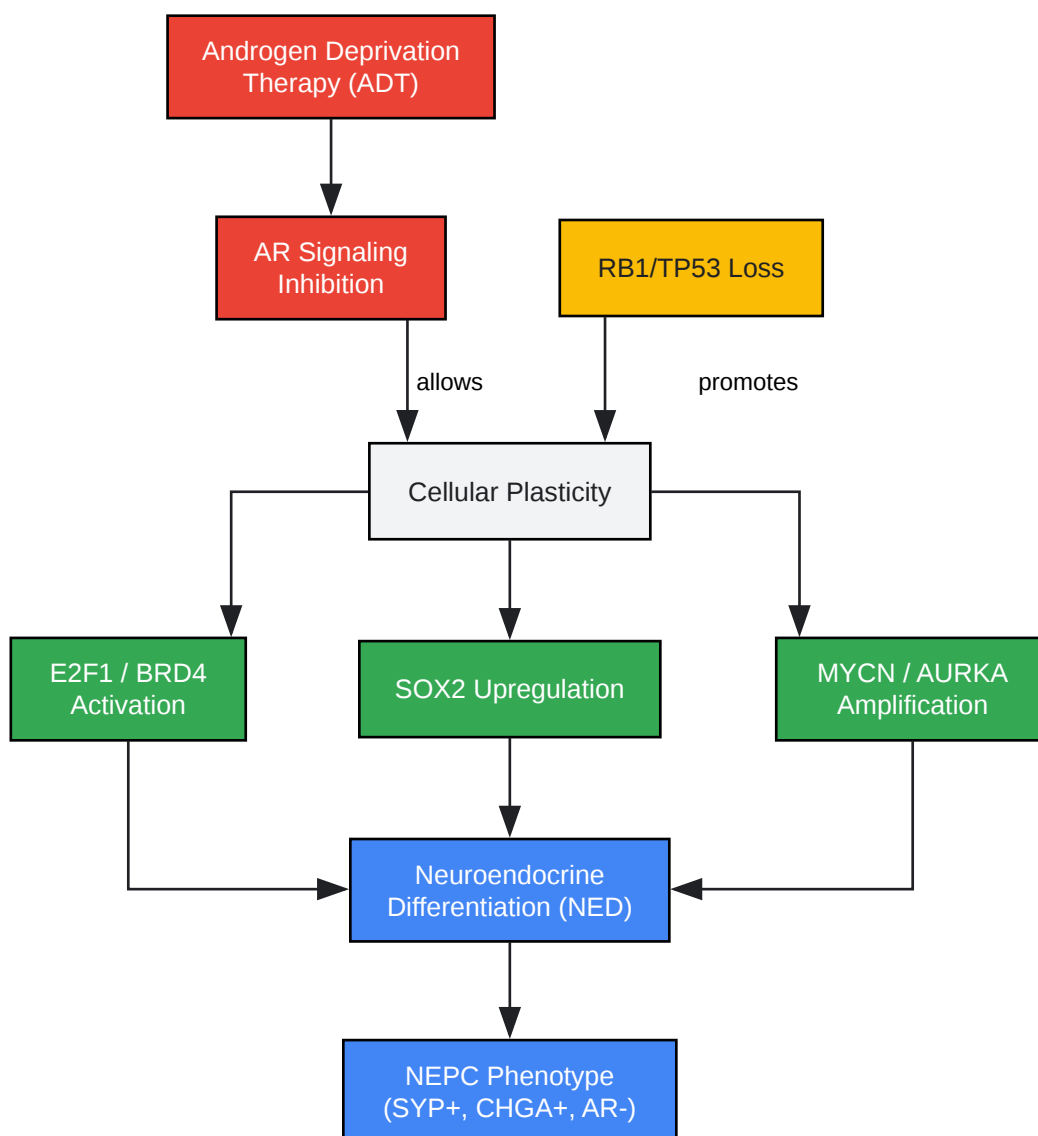 Androgen Deprivation
Therapy (ADT)
AR Signaling
Inhibition
RB1/TP53 Loss
allows
promotes
Cellular Plasticity
E2F1 / BRD4
Activation
SOX2 Upregulation
MYCN / AURKA
Amplification
Neuroendocrine
Differentiation (NED)
NEPC Phenotype
(SYP+, CHGA+, AR-)